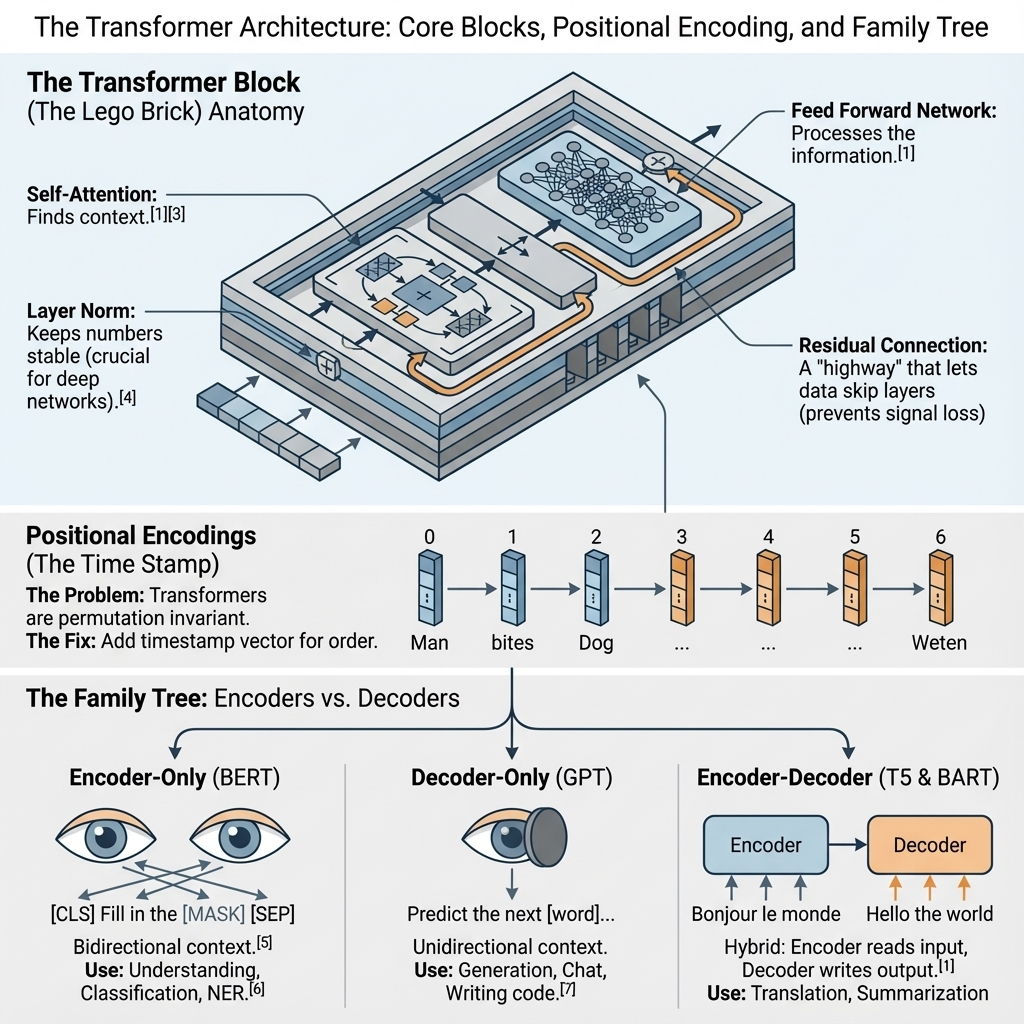 The Transformer Architecture: Core Blocks, Positional Encoding, and Family Tree
The Transformer Block
(The Lego Brick) Anatomy
Feed Forward Network:
Processes the
information.[1]
Self-Attention:
Finds context.[1][3]
Layer Norm:
Keeps numbers
stable (crucial
for deep
networks).[4]
Residual Connection:
A "highway" that lets
data skip layers
(prevents signal loss)
Positional Encodings
(The Time Stamp)
The Problem: Transformers
are permutation invariant.
The Fix: Add timestamp vector for order.
0 1 2 3 4 5 6
Man bites Dog ... ... ... Weten
The Family Tree: Encoders vs. Decoders
Encoder-Only (BERT)
[CLS] Fill in the [MASK] [SEP]
Bidirectional context.[5]
Use: Understanding,
Classification, NER.[6]
Decoder-Only (GPT)
Predict the next [word]...
Unidirectional context.
Use: Generation, Chat,
Writing code.[7]
Encoder-Decoder (T5 & BART)
Encoder Decoder
Bonjour le monde Hello the world
Hybrid: Encoder reads input,
Decoder writes output.[1]
Use: Translation, Summarization